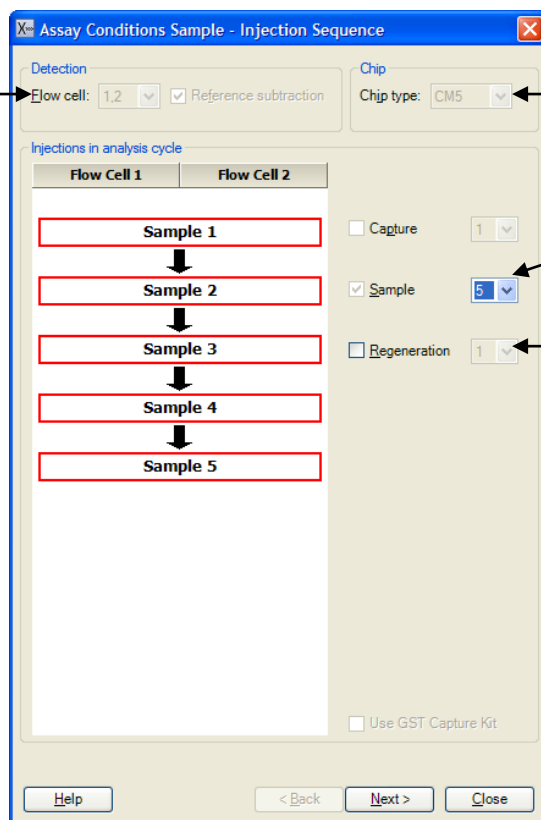 Assay Conditions Sample - Injection Sequence
Detection
Flow cell: 1,2 Reference subtraction
Chip
Chip type: CM5
Injections in analysis cycle
Flow Cell 1 Flow Cell 2
Sample 1
Sample 2
Sample 3
Sample 4
Sample 5
Capture 1
Sample 5
Regeneration 1
Use GST Capture Kit
Help < Back Next > Close